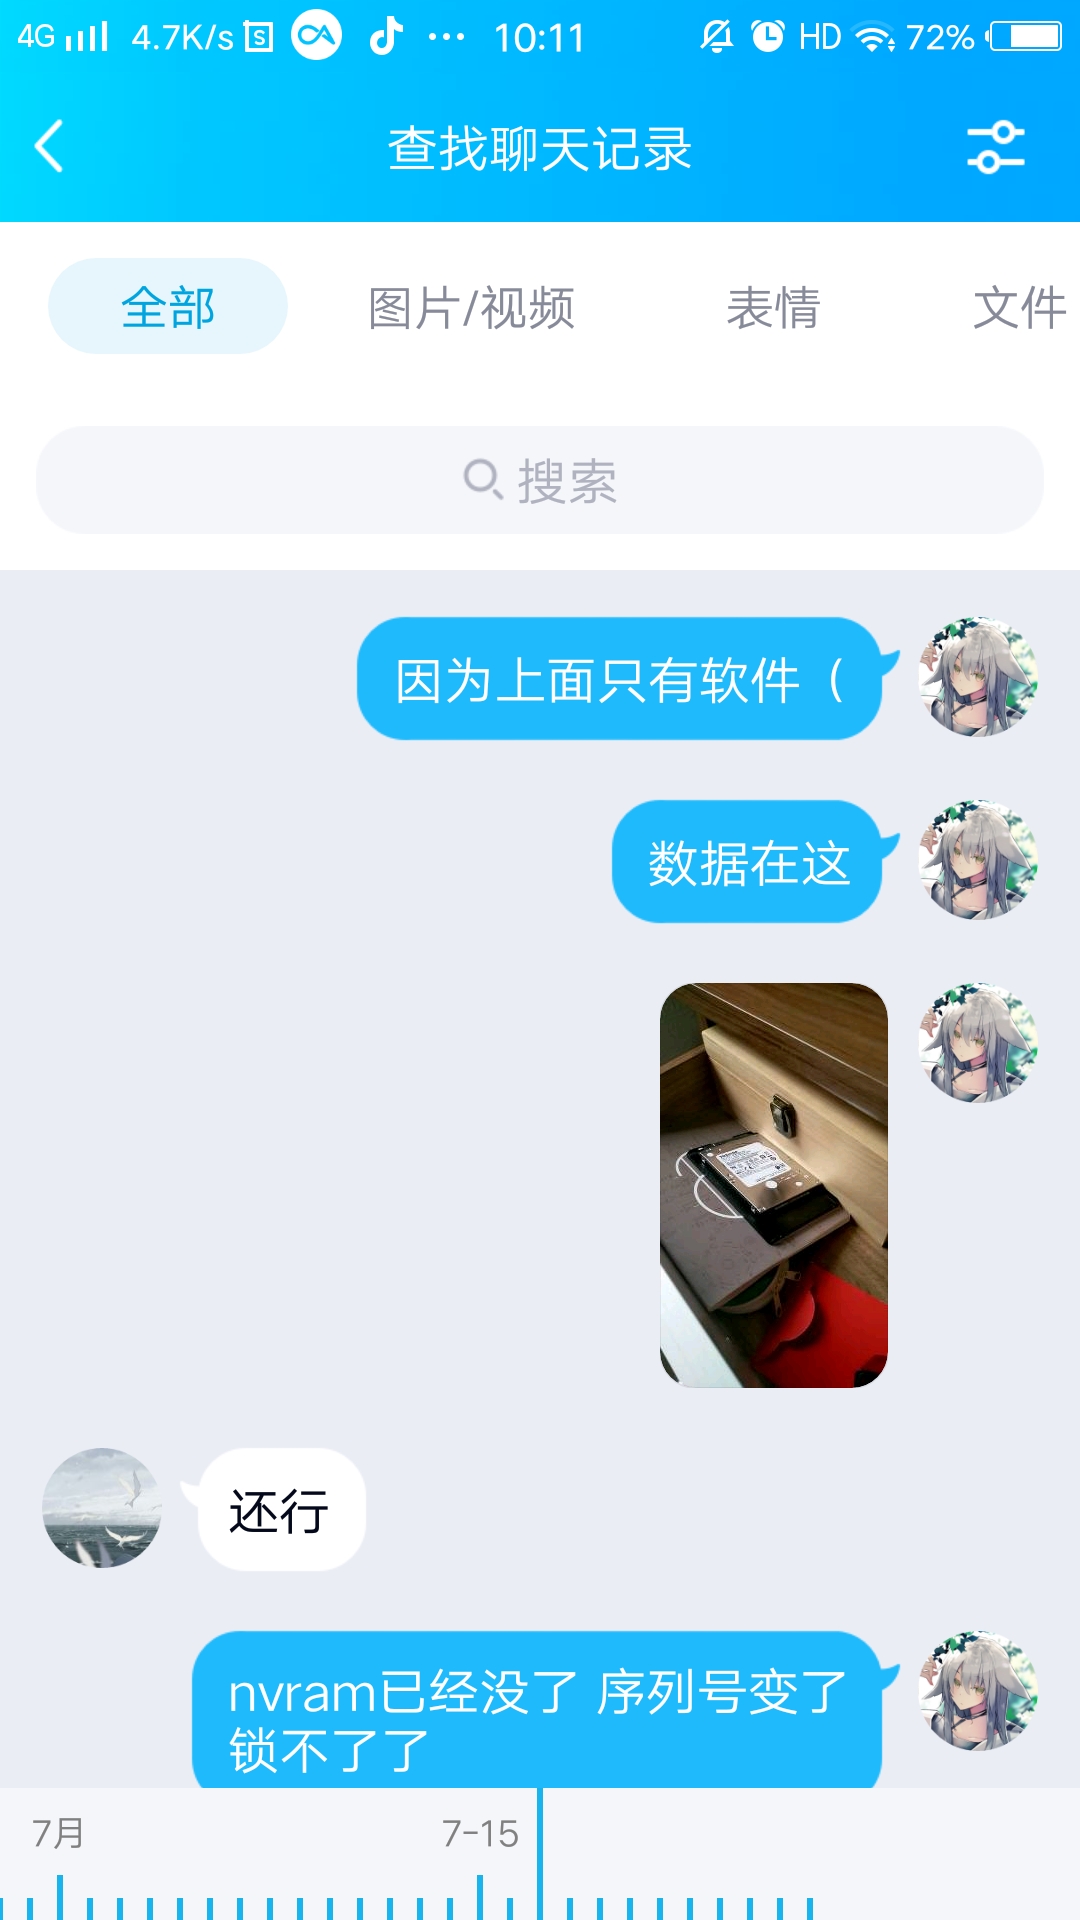 4G 4.7K/s 10:11 HD 72%
查找聊天记录
全部 图片/视频 表情 文件
搜索
因为上面只有软件（
数据在这
还行
nvram已经没了 序列号变了
锁不了了
7月 7-15